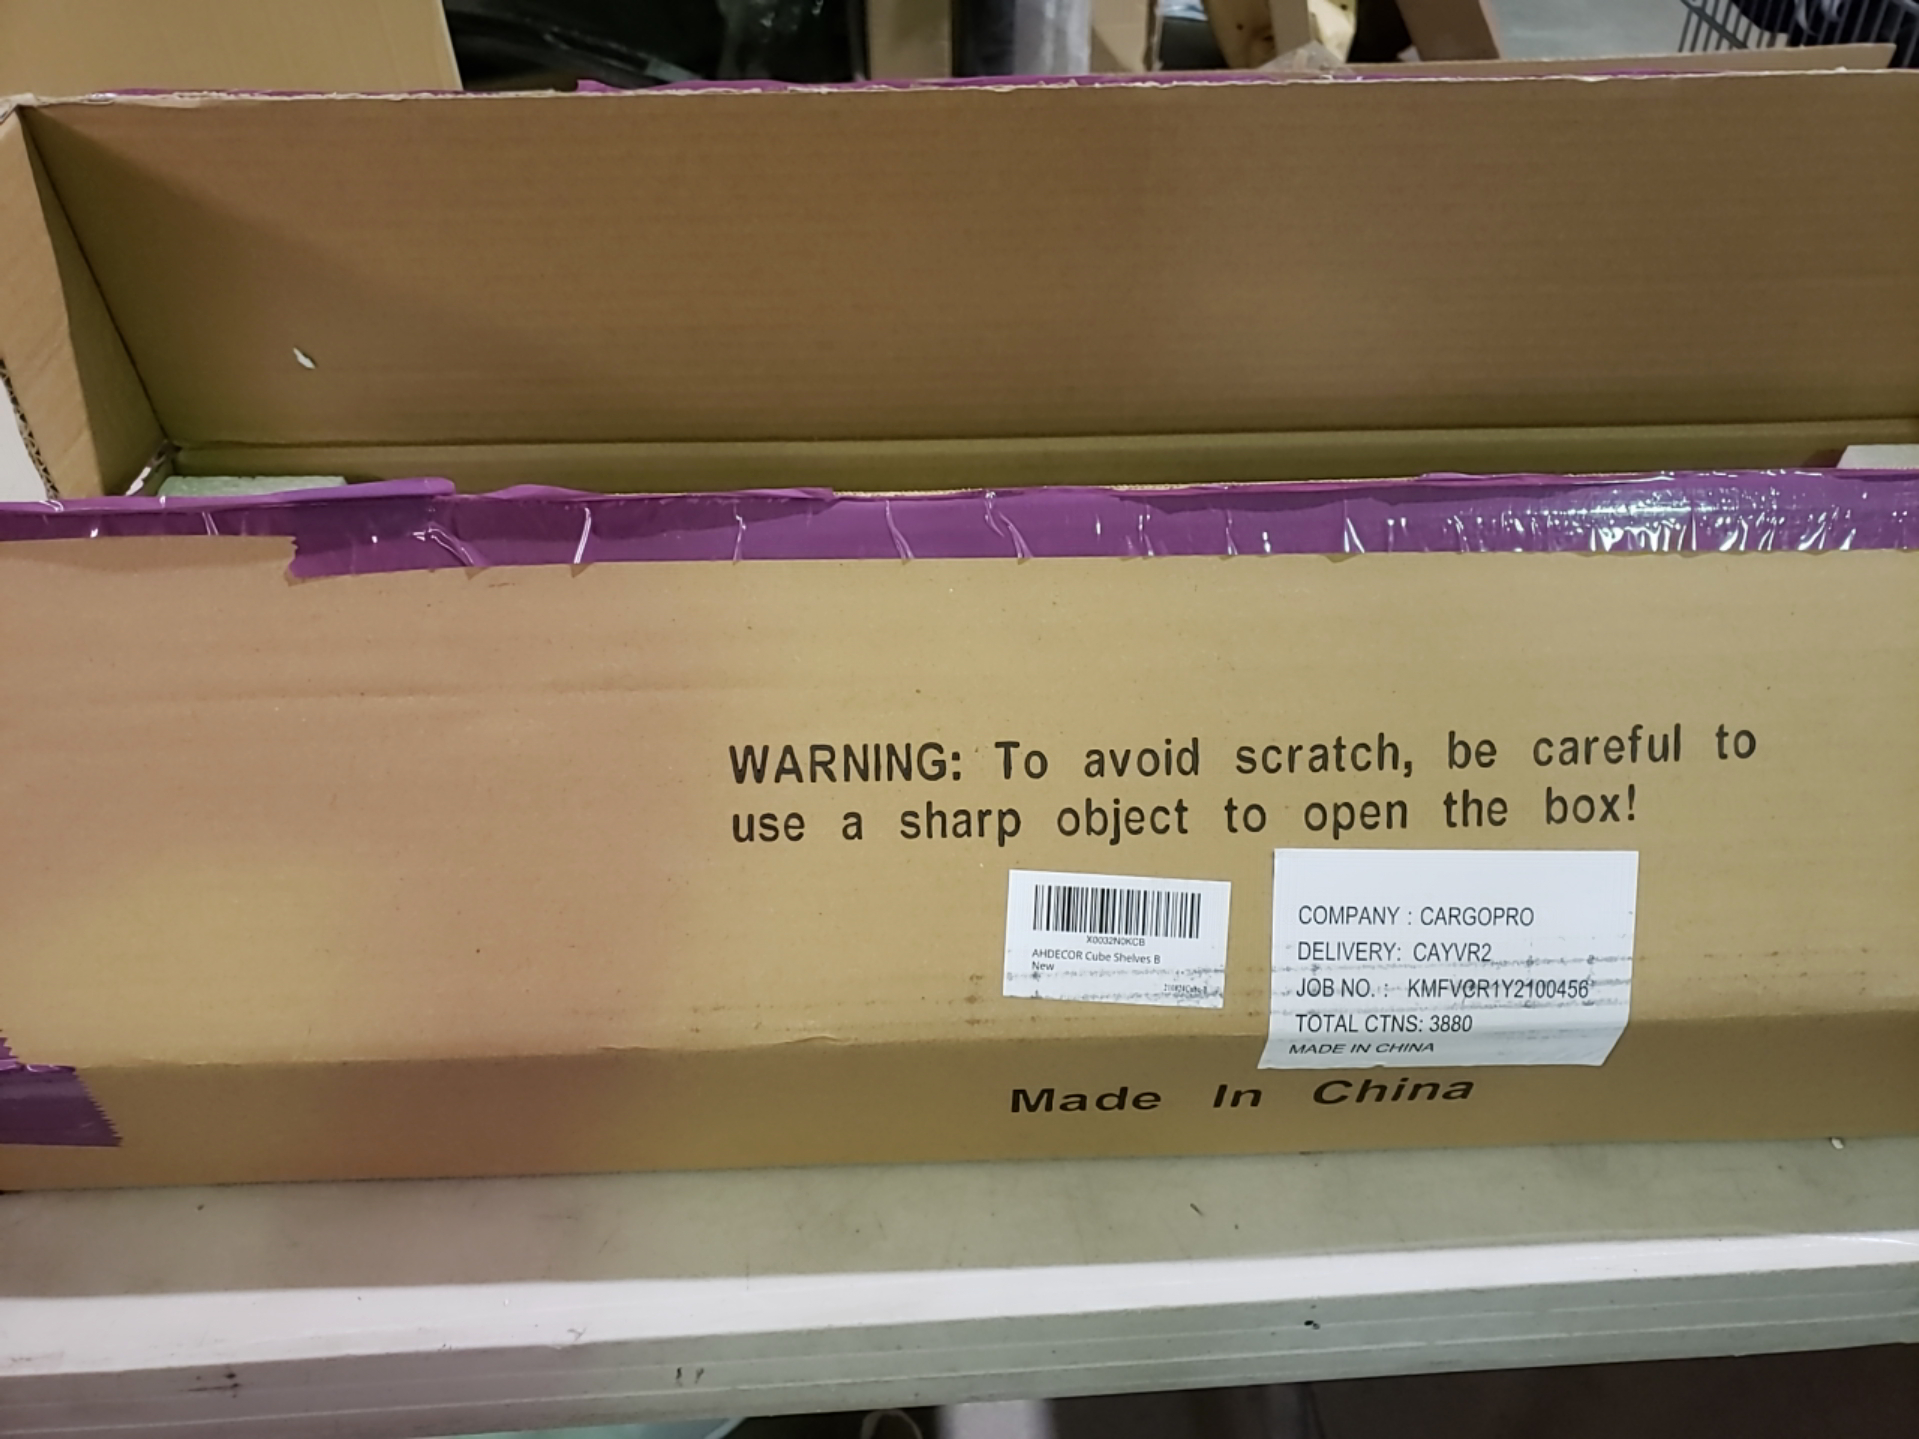 WARNING: To avoid scratch, be careful to
use a sharp object to open the box!
X0032N0KCB
AHDECOR Cube Shelves B
New
COMPANY : CARGOPRO
DELIVERY: CAYVR2
JOB NO. : KMFVCR1Y2100456
TOTAL CTNS: 3880
MADE IN CHINA
Made In China